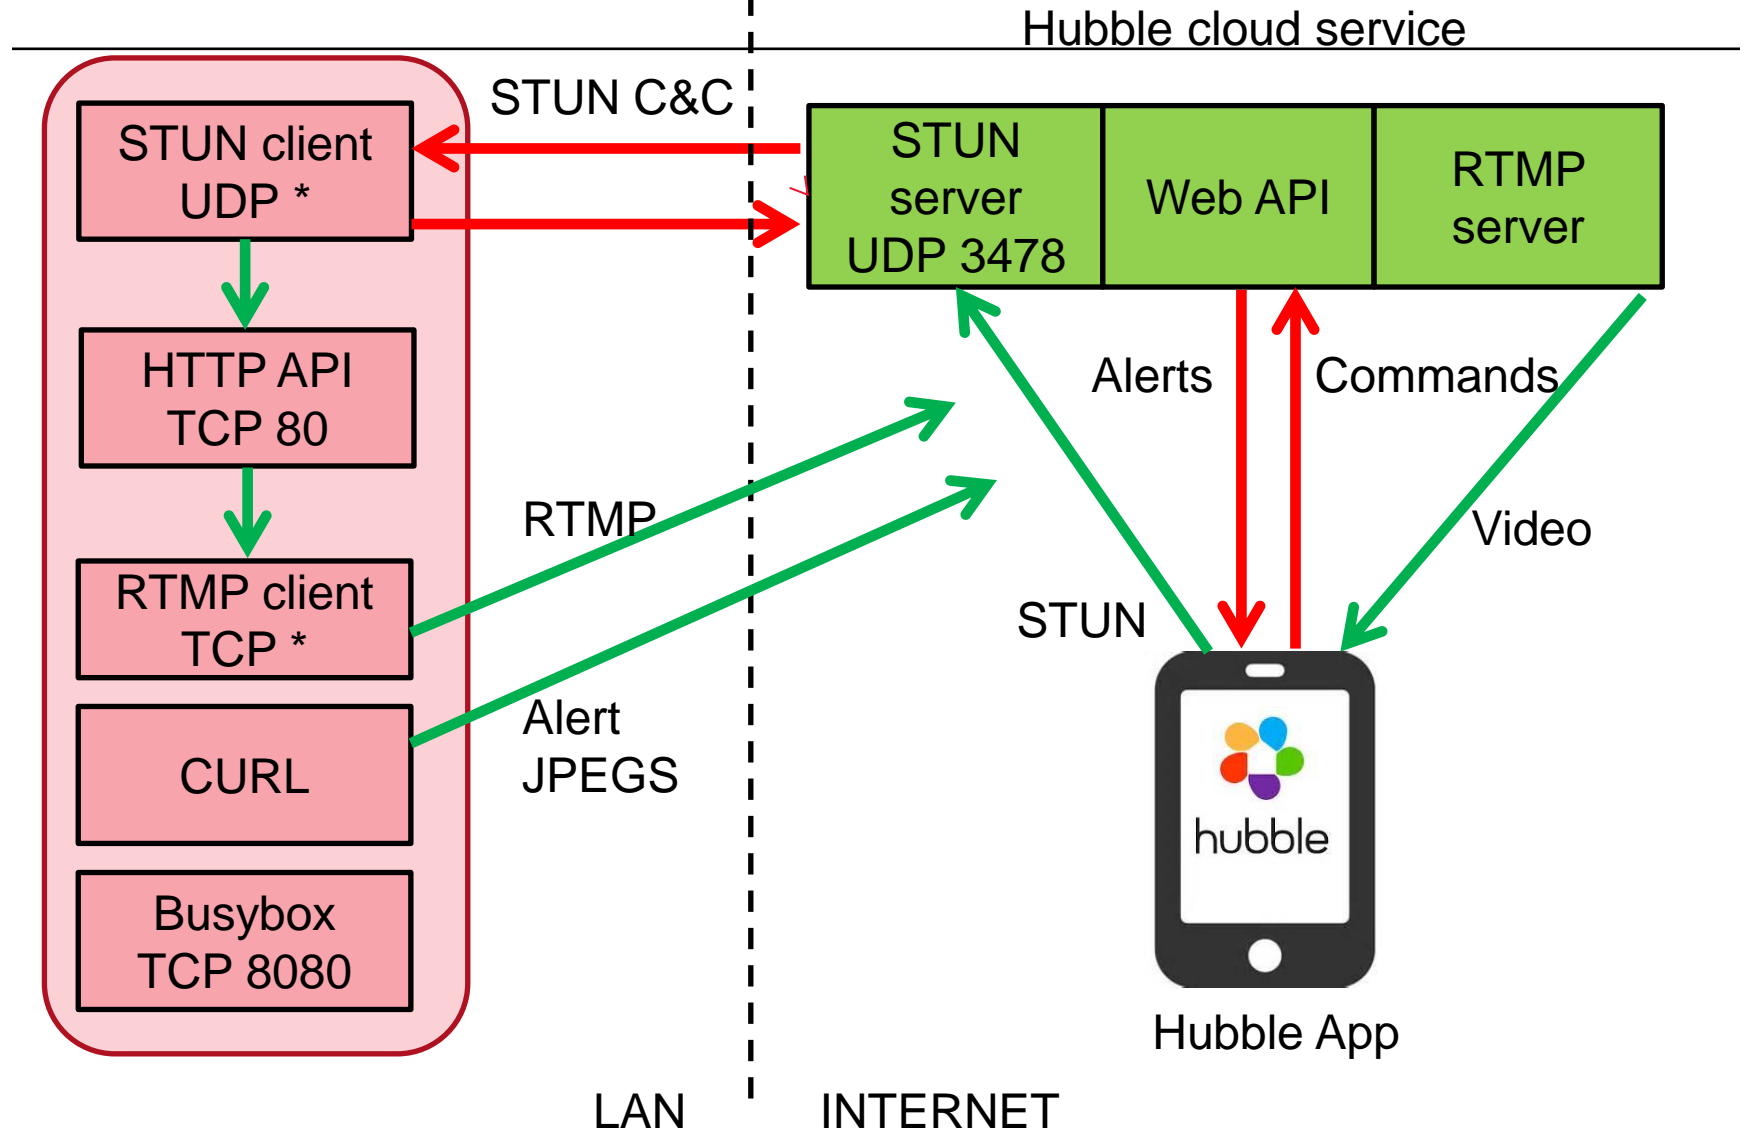 Hubble cloud service
STUN C&C
STUN client
UDP *
HTTP API
TCP 80
RTMP client
TCP *
CURL
Busybox
TCP 8080
RTMP
Alert
JPEGS
STUN
server
UDP 3478
Web API
RTMP
server
Alerts
Commands
Video
STUN
hubble
Hubble App
LAN
INTERNET